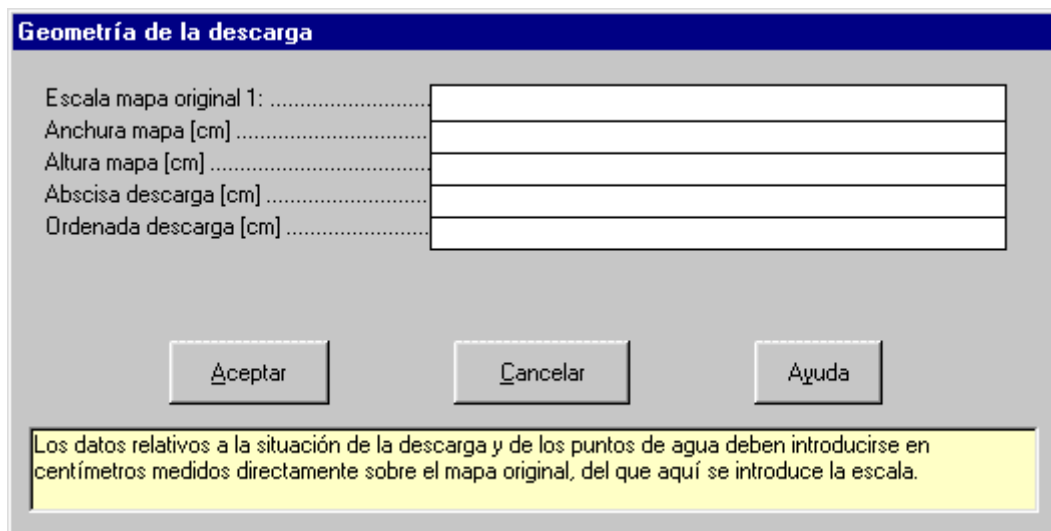 Geometría de la descarga
Escala mapa original 1: ..........................
Anchura mapa [cm] ...............................
Altura mapa [cm] ...................................
Abscisa descarga [cm] ..........................
Ordenada descarga [cm] .......................
Aceptar
Cancelar
Ayuda
Los datos relativos a la situación de la descarga y de los puntos de agua deben introducirse en
centímetros medidos directamente sobre el mapa original, del que aquí se introduce la escala.